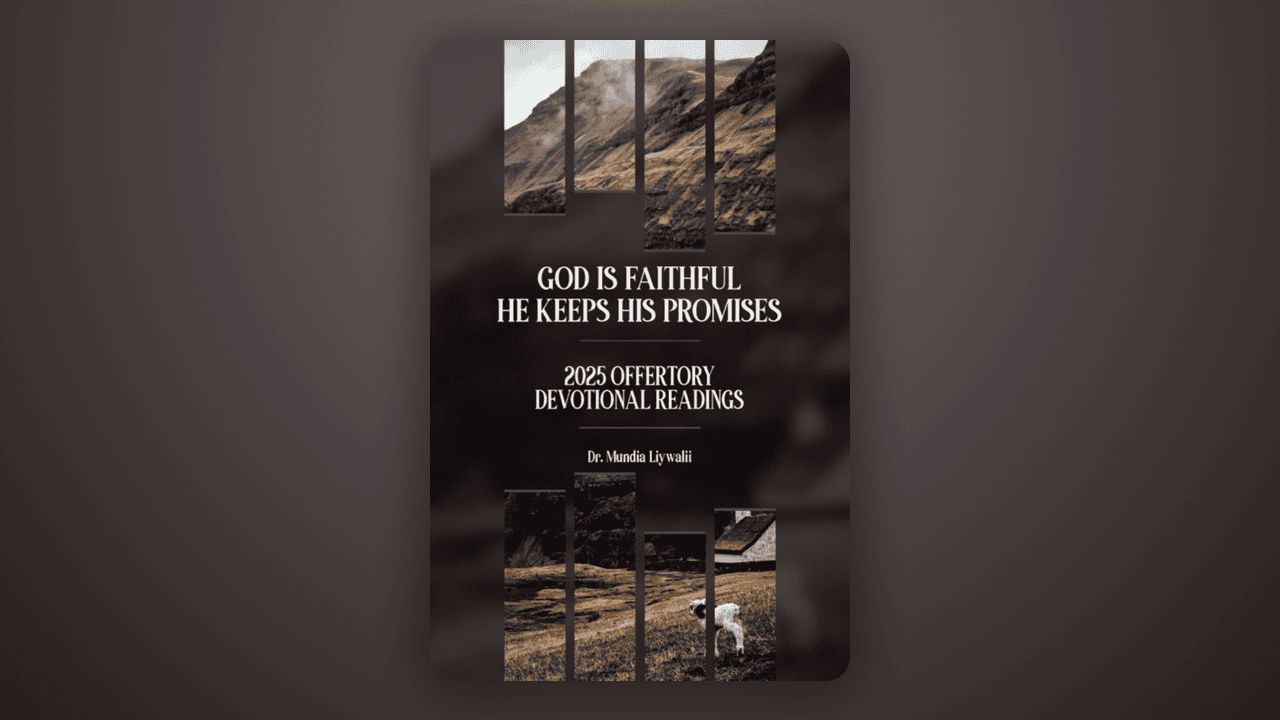 GOD IS FAITHFUL
HE KEEPS HIS PROMISES
2025 OFFERTORY
DEVOTIONAL READINGS
Dr. Mundia Liywalii